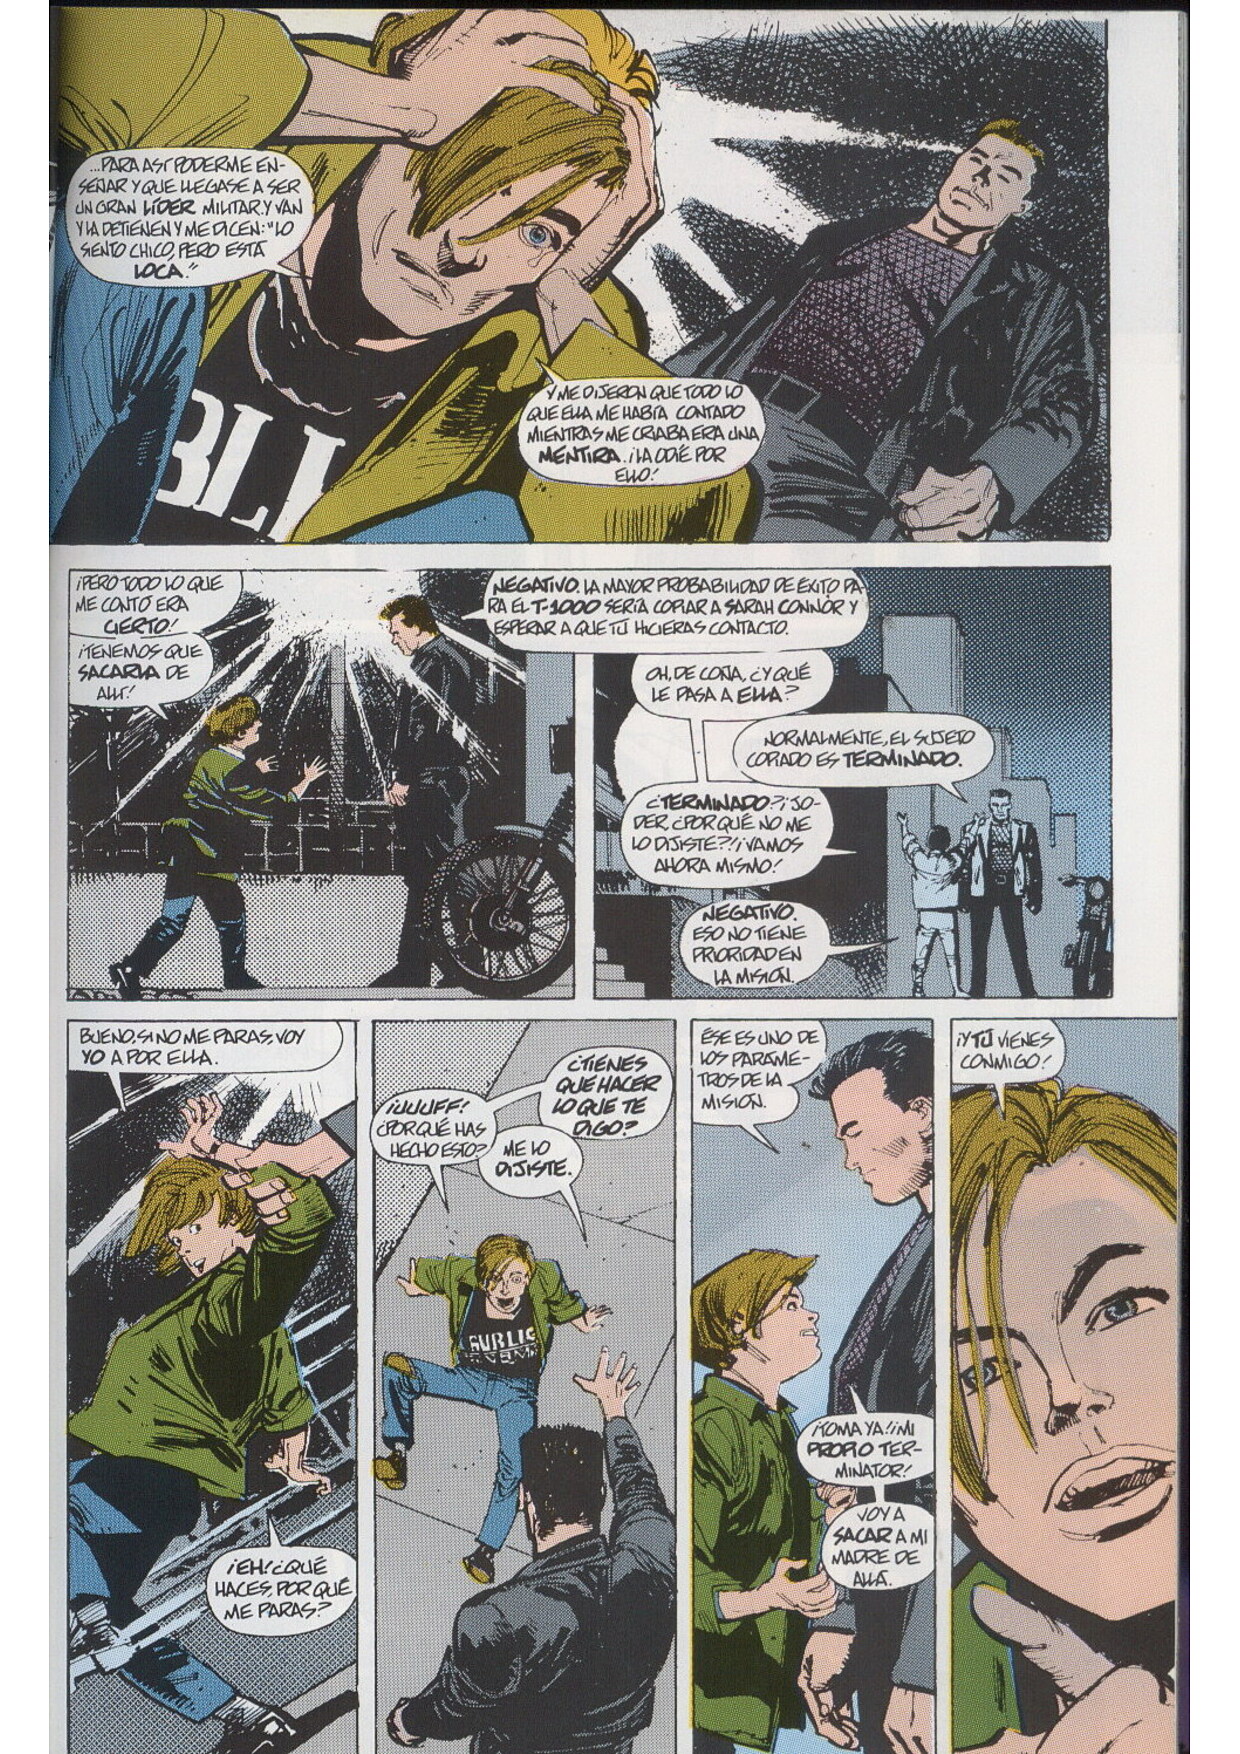 ...PARA ASÍ PODERME EN-
SEÑAR Y QUE LLEGASE A SER
UN GRAN LÍDER MILITAR. Y VAN
Y LA DETIENEN Y ME DICEN: "LO
SIENTO CHICO, PERO ESTÁ
LOCA."
BLI
Y ME DIJERON QUE TODO LO
QUE ELLA ME HABÍA CONTADO
MIENTRAS ME CRIABA ERA UNA
MENTIRA. ¡LA ODIÉ POR
ELLO!
¡PERO TODO LO QUE
ME CONTÓ ERA
CIERTO!
¡TENEMOS QUE
SACARLA DE
ALLÍ!
NEGATIVO. LA MAYOR PROBABILIDAD DE ÉXITO PA-
RA EL T-1000 SERÍA COPIAR A SARAH CONNOR Y
ESPERAR A QUE TÚ HICIERAS CONTACTO.
OH, DE COÑA, ¿Y QUÉ
LE PASA A ELLA?
NORMALMENTE, EL SUJETO
COPIADO ES TERMINADO.
¿TERMINADO?¡¡JO-
DER, ¿POR QUÉ NO ME
LO DIJISTE?!¡VAMOS
AHORA MISMO!
NEGATIVO.
ESO NO TIENE
PRIORIDAD EN
LA MISIÓN.
BUENO, SI NO ME PARAS, VOY
YO A POR ELLA.
¡EH! ¿QUÉ
HACES, POR QUÉ
ME PARAS?
¡UUUFF!
¿POR QUÉ HAS
HECHO ESTO?
ME LO
DIJISTE.
¿TIENES
QUÉ HACER
LO QUE TE
DIGO?
ÉSE ES UNO DE
LOS PARÁME-
TROS DE LA
MISIÓN.
¡TOMA YA!¡MI
PROPIO TER-
MINATOR!
VOY A
SACAR A MI
MADRE DE
ALLÁ.
¡Y TÚ VIENES
CONMIGO!